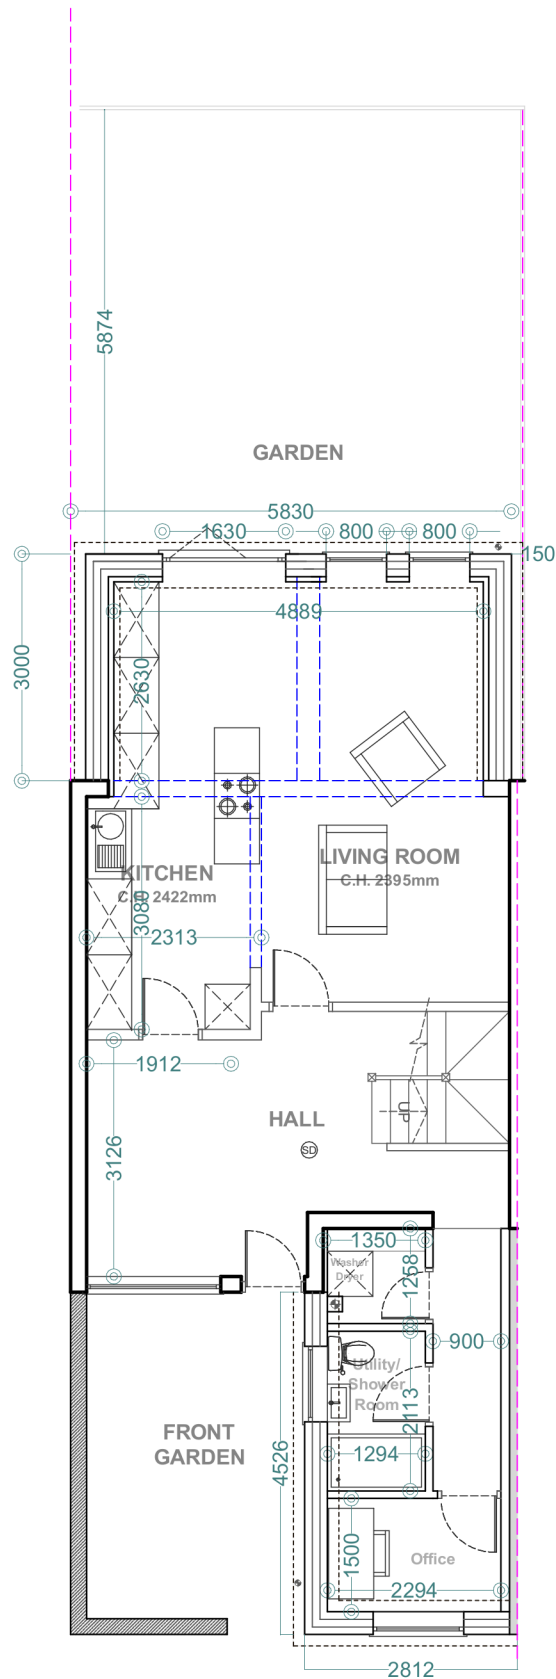 5874
GARDEN
5830
1630
800
800
150
4889
3000
2630
KITCHEN
C.H. 2422mm
LIVING ROOM
C.H. 2395mm
3080
2313
1912
HALL
UP
SD
3126
1350
Washer
Dryer
1258
900
Utility/
Shower
Room
2113
FRONT
GARDEN
4526
1294
1500
Office
2294
2812